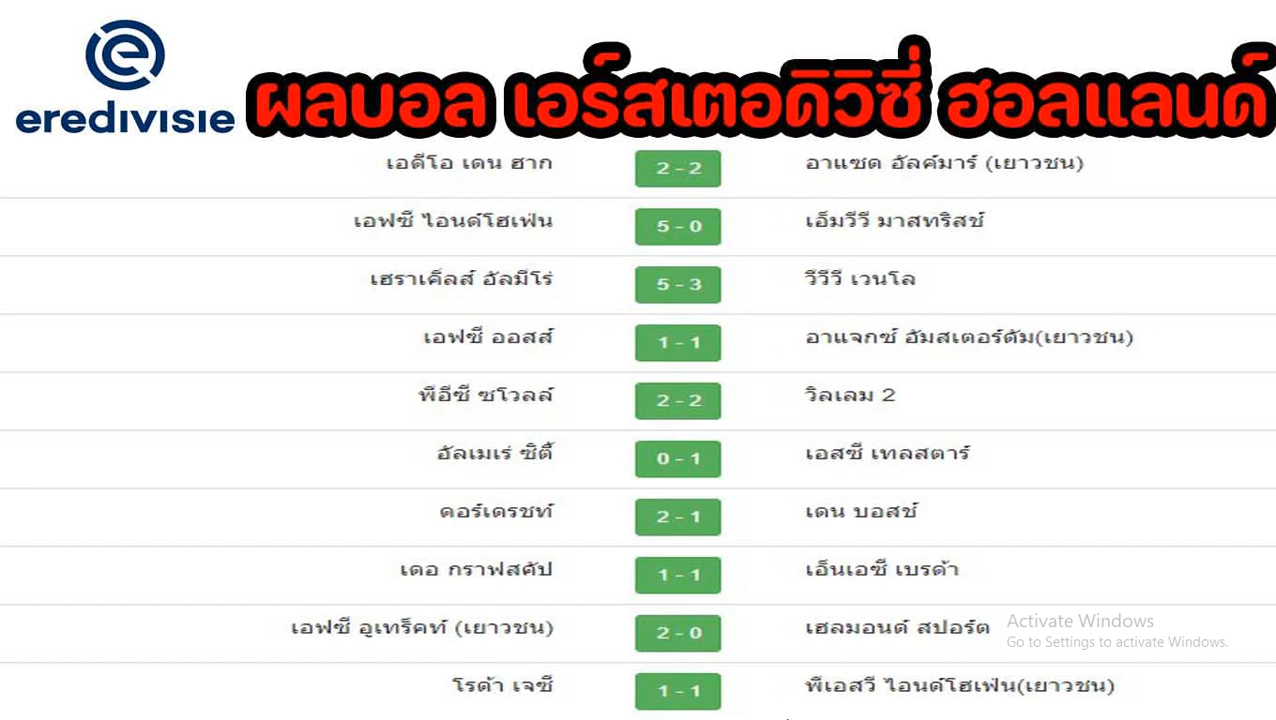 eredivisie
ผลบอล เอร์สเตอดิวิซี่ ฮอลแลนด์
เอดีโอ เดน ฮาก 2 - 2 อาแซด อัลค์มาร์ (เยาวชน)
เอฟซี ไอนด์โฮเฟ่น 5 - 0 เอ็มวีวี มาสทริสช์
เฮราเคิ่ลส์ อัลมีโร่ 5 - 3 วีวีวี เวนโล
เอฟซี ออสส์ 1 - 1 อาแจกซ์ อัมสเตอร์ดัม(เยาวชน)
พีอีซี ซโวลล์ 2 - 2 วิลเลม 2
อัลเมเร่ ซิตี้ 0 - 1 เอสซี เทลสตาร์
ดอร์เดรชท์ 2 - 1 เดน บอสช์
เดอ กราฟสคัป 1 - 1 เอ็นเอซี เบรด้า
เอฟซี อูเทร็คท์ (เยาวชน) 2 - 0 เฮลมอนด์ สปอร์ต
Activate Windows
Go to Settings to activate Windows.
โรด้า เจซี 1 - 1 พีเอสวี ไอนด์โฮเฟ่น(เยาวชน)